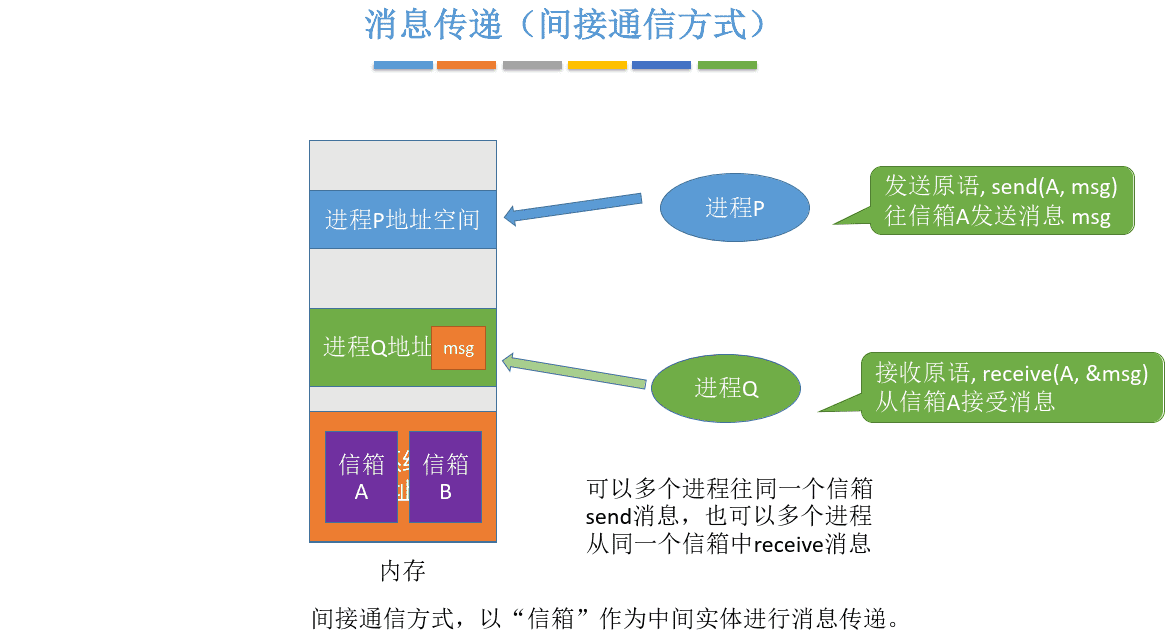 消息传递（间接通信方式）
进程P地址空间
进程P
发送原语, send(A, msg)
往信箱A发送消息 msg
进程Q地址
msg
进程Q
接收原语, receive(A, &msg)
从信箱A接受消息
信箱
A
信箱
B
可以多个进程往同一个信箱
send消息，也可以多个进程
从同一个信箱中receive消息
内存
间接通信方式，以“信箱”作为中间实体进行消息传递。